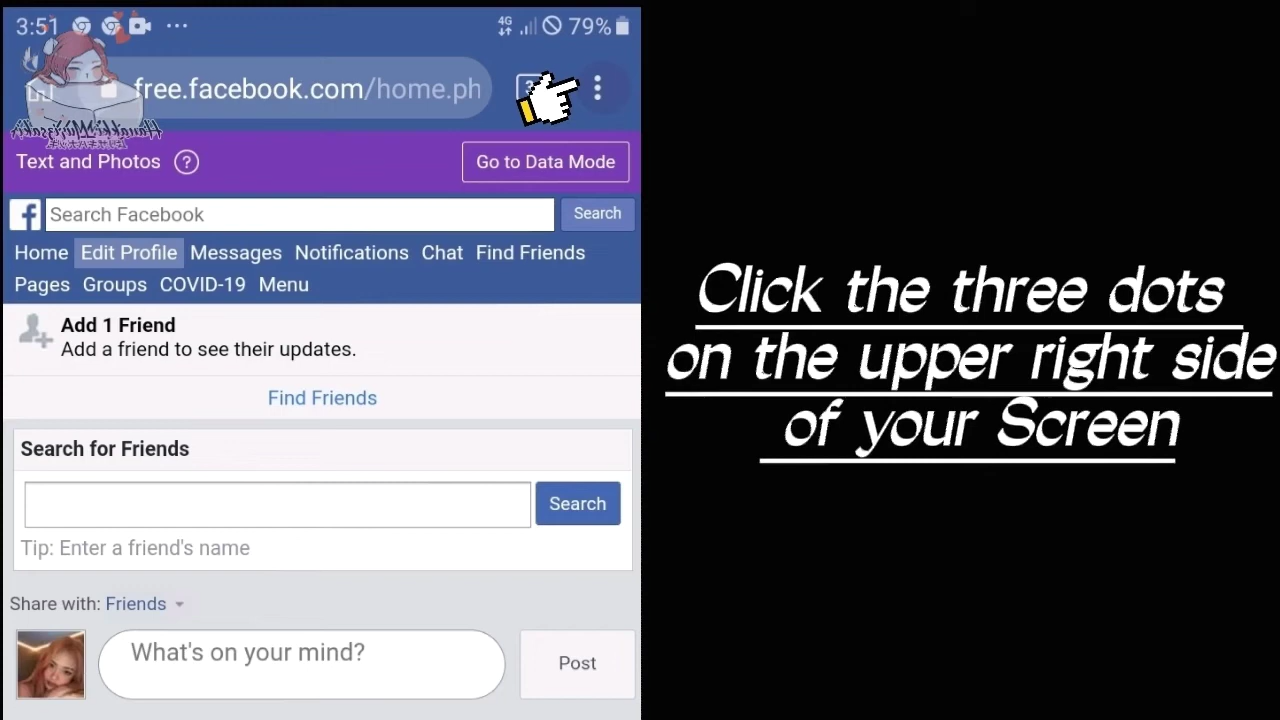 3:51
4G
79%
free.facebook.com/home.ph
Text and Photos
Go to Data Mode
Search Facebook
Search
Home Edit Profile Messages Notifications Chat Find Friends
Pages Groups COVID-19 Menu
Add 1 Friend
Add a friend to see their updates.
Find Friends
Search for Friends
Search
Tip: Enter a friend's name
Share with: Friends
What's on your mind?
Post
Click the three dots
on the upper right side
of your Screen